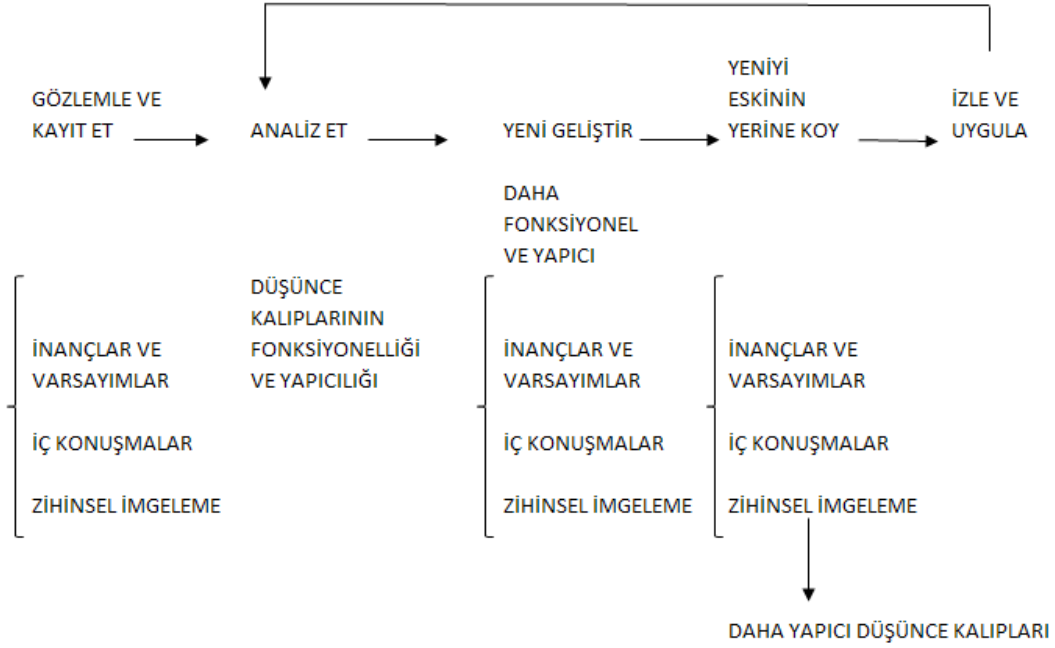 GÖZLEMLE VE
KAYIT ET
ANALİZ ET
YENİ GELİŞTİR
YENİYİ
ESKİNİN
YERİNE KOY
İZLE VE
UYGULA
DAHA
FONKSİYONEL
VE YAPICI
İNANÇLAR VE
VARSAYIMLAR
İÇ KONUŞMALAR
ZİHİNSEL İMGELEME
DÜŞÜNCE
KALIPLARININ
FONKSİYONELLİĞİ
VE YAPICILIĞI
İNANÇLAR VE
VARSAYIMLAR
İÇ KONUŞMALAR
ZİHİNSEL İMGELEME
İNANÇLAR VE
VARSAYIMLAR
İÇ KONUŞMALAR
ZİHİNSEL İMGELEME
DAHA YAPICI DÜŞÜNCE KALIPLARI